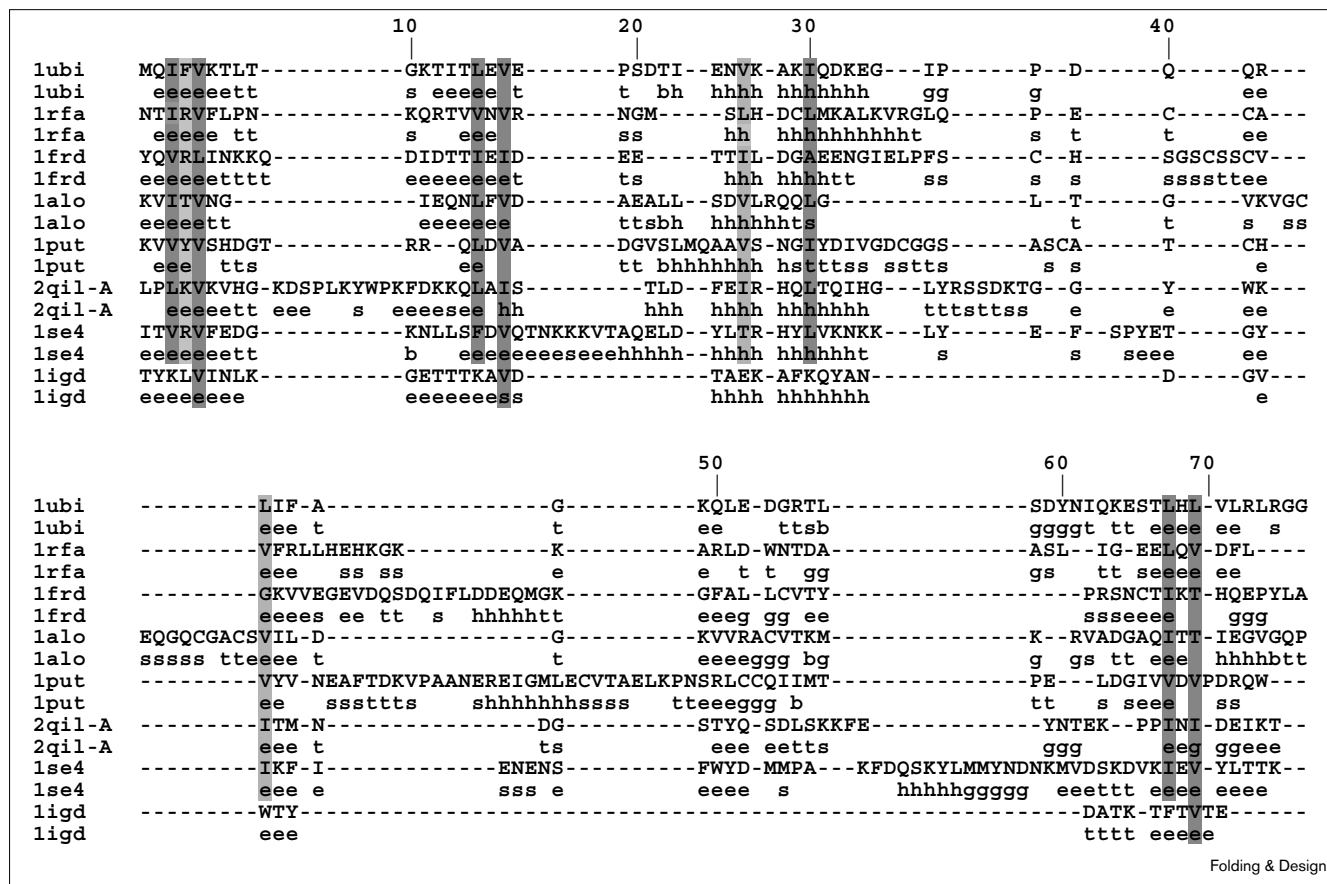 10 20 30 40
1ubi MQIFVKTLT-----------GKTITLEVE-------PSDTI--ENVK-AKIQDKEG---IP-------P--D------Q-----QR---
1ubi eeeeeett s eeeee t t bh hhhh hhhhhhh gg g ee
1rfa NTIRVFLPN-----------KQRTVVNVR-------NGM-----SLHDCLMKALKVRGLQ-------P--E------C-----CA---
1rfa eeeee tt s eee ss hh hhhhhhhhhht s t t ee
1frd YQVRLINKKQ----------DIDTTIEID-------EE-----TTIL-DGAEENGIELPFS------C--H------SGSCSSCV---
1frd eeeeeetttt eeeeeeeet ts hhh hhhhhtt ss s s sssstee
1alo KVITVNG-------------IEQNLFVD-------AEALL--SDVLRQQLG---------------L--T------G-----VKVGC
1alo eeeeett eeeeeee ttsbh hhhhhhts t t s ss
1put KVVYVSHDGT----------RR--QLDVA-------DGVSLMQAAVS-NGIYDIVGDCGGS------ASCA------T-----CH---
1put eee tts ee tt bhhhhhhh hstttss sstts s s e
2qil-A LPLKVKVHG-KDSPLKYWPKFDKKQLAIS-------TLD--FEIR-HQLTQIHG--LYRSSDKTG--G------Y-----WK---
2qil-A eeeeett eee s eeeesee hh hhh hhhh hhhhh tttsttss e e ee
1se4 ITVRVFEDG-----------KNLLSFDVQTNKKKVTAQELD--YLTR-HYLVKNKK--LY-------E--F---SPYET----GY---
1se4 eeeeeeett b eeeeeeeeseeehhhhh hhhh hhhhhht s s seee ee
1igd TYKLVINLK-----------GETTTKAVD-------TAEK-AFKQYAN-----------------------------D-----GV---
1igd eeeeeeee eeeeeeess hhhh hhhhhhh e
50 60 70
1ubi ---------LIF-A-----------G------KQLE-DGRTL--------------SDYNIQKESTLHL-VLRLRGG
1ubi eee t t ee ttsb ggggt tt eeee ee s
1rfa ---------VFRLLHEHKGK-----K------ARLD-WNTDA--------------ASL--IG-EELQV-DFL----
1rfa eee ss ss e e t t gg gs tt seeee ee
1frd ---------GKVVEGEVDQSDQIFLDDEQMGK------GFAL-LCVTY--------------PRSNCTIKT-HQEPYLA
1frd eeees ee tt s hhhhhtt eeeg gg ee ssseeee ggg
1alo EQGQCGACSVIL-D-----------G------KVVRACVTKM--------------K--RVADGAQITT-IEGVGQP
1alo sssss tteeee t t eeeeggg bg g gs tt eee hhhhbtt
1put ---------VYV-NEAFTDKVPAANEREIGMLECVTAELKPNSRLCCQIIMT-----------PE---LDGIVVDVPDRQW--
1put ee sssttts shhhhhhhssss tteeeggg b tt s seee ss
2qil-A ---------ITM-N-----------DG------STYQ-SDLSKKFE-----------YNTEK--PPINI-DEIKT-
2qil-A eee t ts eee eetts ggg eeg ggeee
1se4 ---------IKF-I---------ENENS------FWYD-MMPA---KFDQSKYLMMYNDNKMVDSKDVKIEV-YLTTK--
1se4 eee e sss e eeee s hhhhhggggg eeettt eeee eeee
1igd ---------WTY------------------------------------------------DATK-TFTVTE------
1igd eee tttt eeeee
Folding & Design